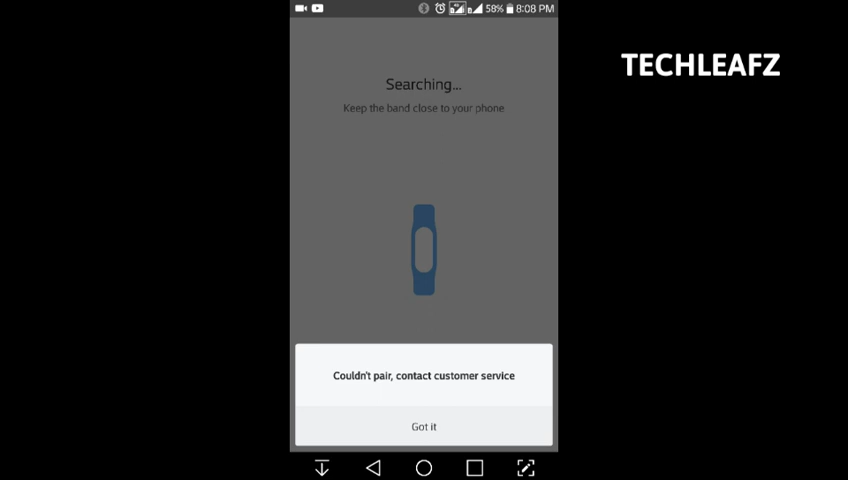 58% 8:08 PM
TECHLEAFZ
Searching...
Keep the band close to your phone
Couldn't pair, contact customer service
Got it